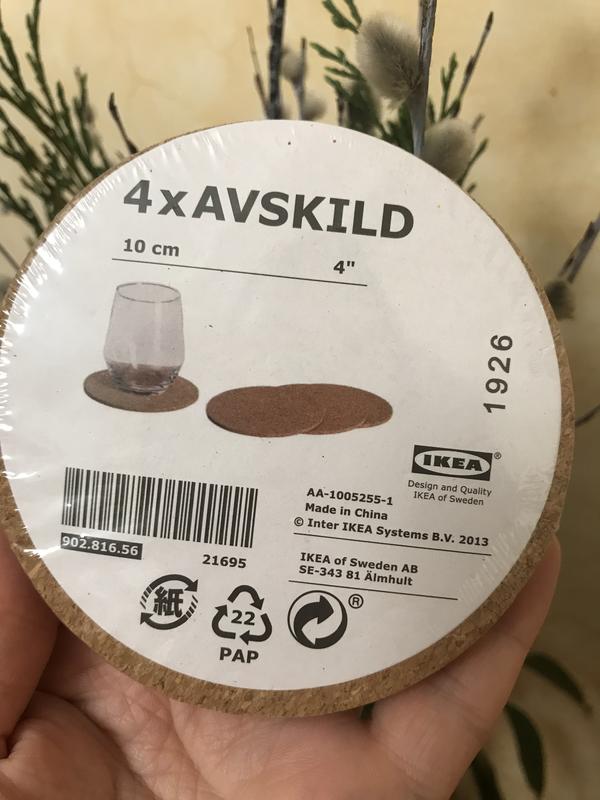 4xAVSKILD
10 cm
4"
1926
IKEA®
Design and Quality
IKEA of Sweden
AA-1005255-1
Made in China
© Inter IKEA Systems B.V. 2013
902.816.56
21695
IKEA of Sweden AB
SE-343 81 Älmhult
紙
22
PAP
®